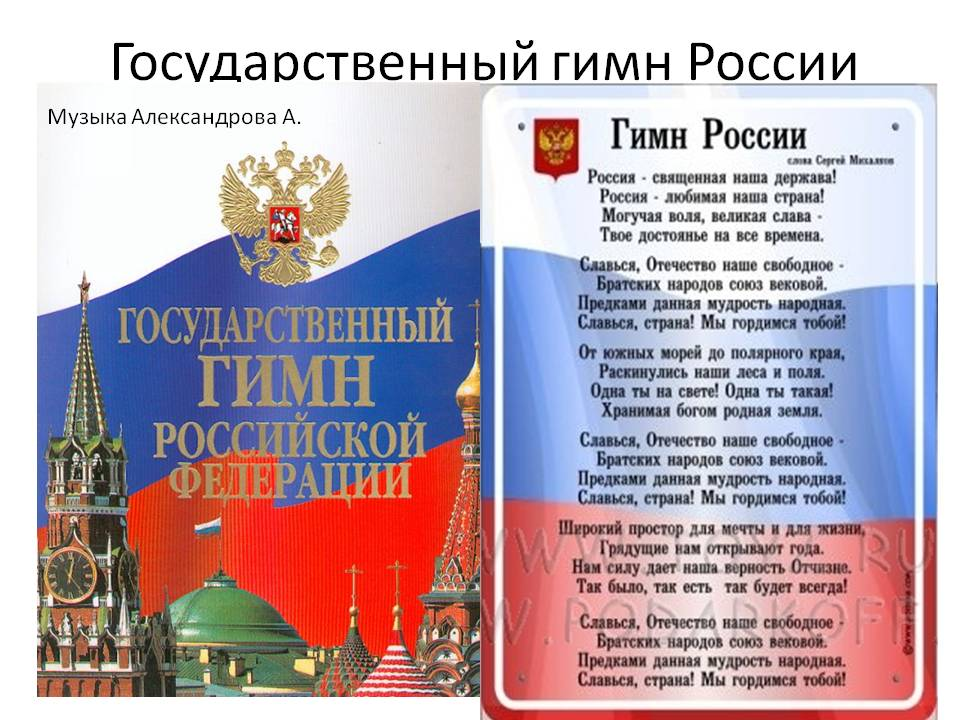 Государственный гимн России
Музыка Александрова А.
ГОСУДАРСТВЕННЫЙ
ГИМН
РОССИЙСКОЙ
ФЕДЕРАЦИИ
Гимн России
слова Сергей Михалков
Россия - священная наша держава!
Россия - любимая наша страна!
Могучая воля, великая слава -
Твое достоянье на все времена.
Славься, Отечество наше свободное -
Братских народов союз вековой.
Предками данная мудрость народная.
Славься, страна! Мы гордимся тобой!
От южных морей до полярного края,
Раскинулись наши леса и поля.
Одна ты на свете! Одна ты такая!
Хранимая богом родная земля.
Славься, Отечество наше свободное -
Братских народов союз вековой.
Предками данная мудрость народная.
Славься, страна! Мы гордимся тобой!
Широкий простор для мечты и для жизни,
Грядущие нам открывают года.
Нам силу дает наша верность Отчизне.
Так было, так есть так будет всегда!
Славься, Отечество наше свободное -
Братских народов союз вековой.
Предками данная мудрость народная.
Славься, страна! Мы гордимся тобой!